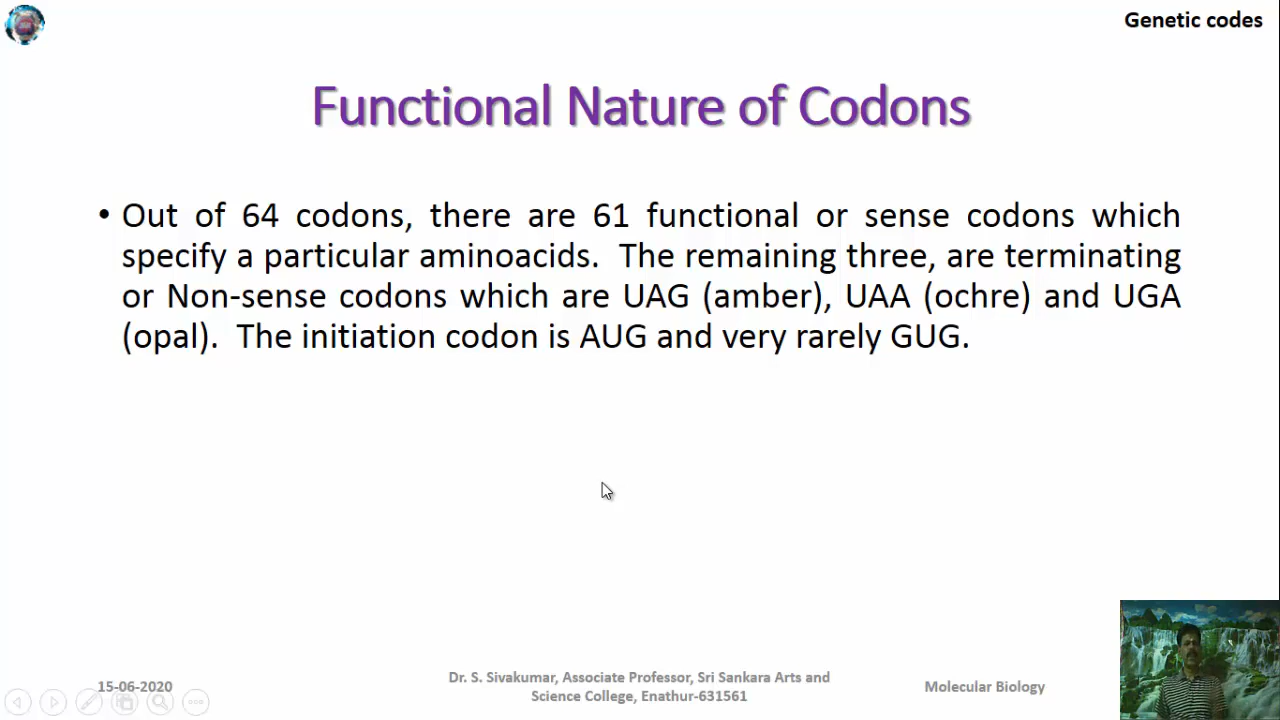 Genetic codes
Functional Nature of Codons
• Out of 64 codons, there are 61 functional or sense codons which
specify a particular aminoacids. The remaining three, are terminating
or Non-sense codons which are UAG (amber), UAA (ochre) and UGA
(opal). The initiation codon is AUG and very rarely GUG.
15-06-2020
Dr. S. Sivakumar, Associate Professor, Sri Sankara Arts and
Science College, Enathur-631561
Molecular Biology